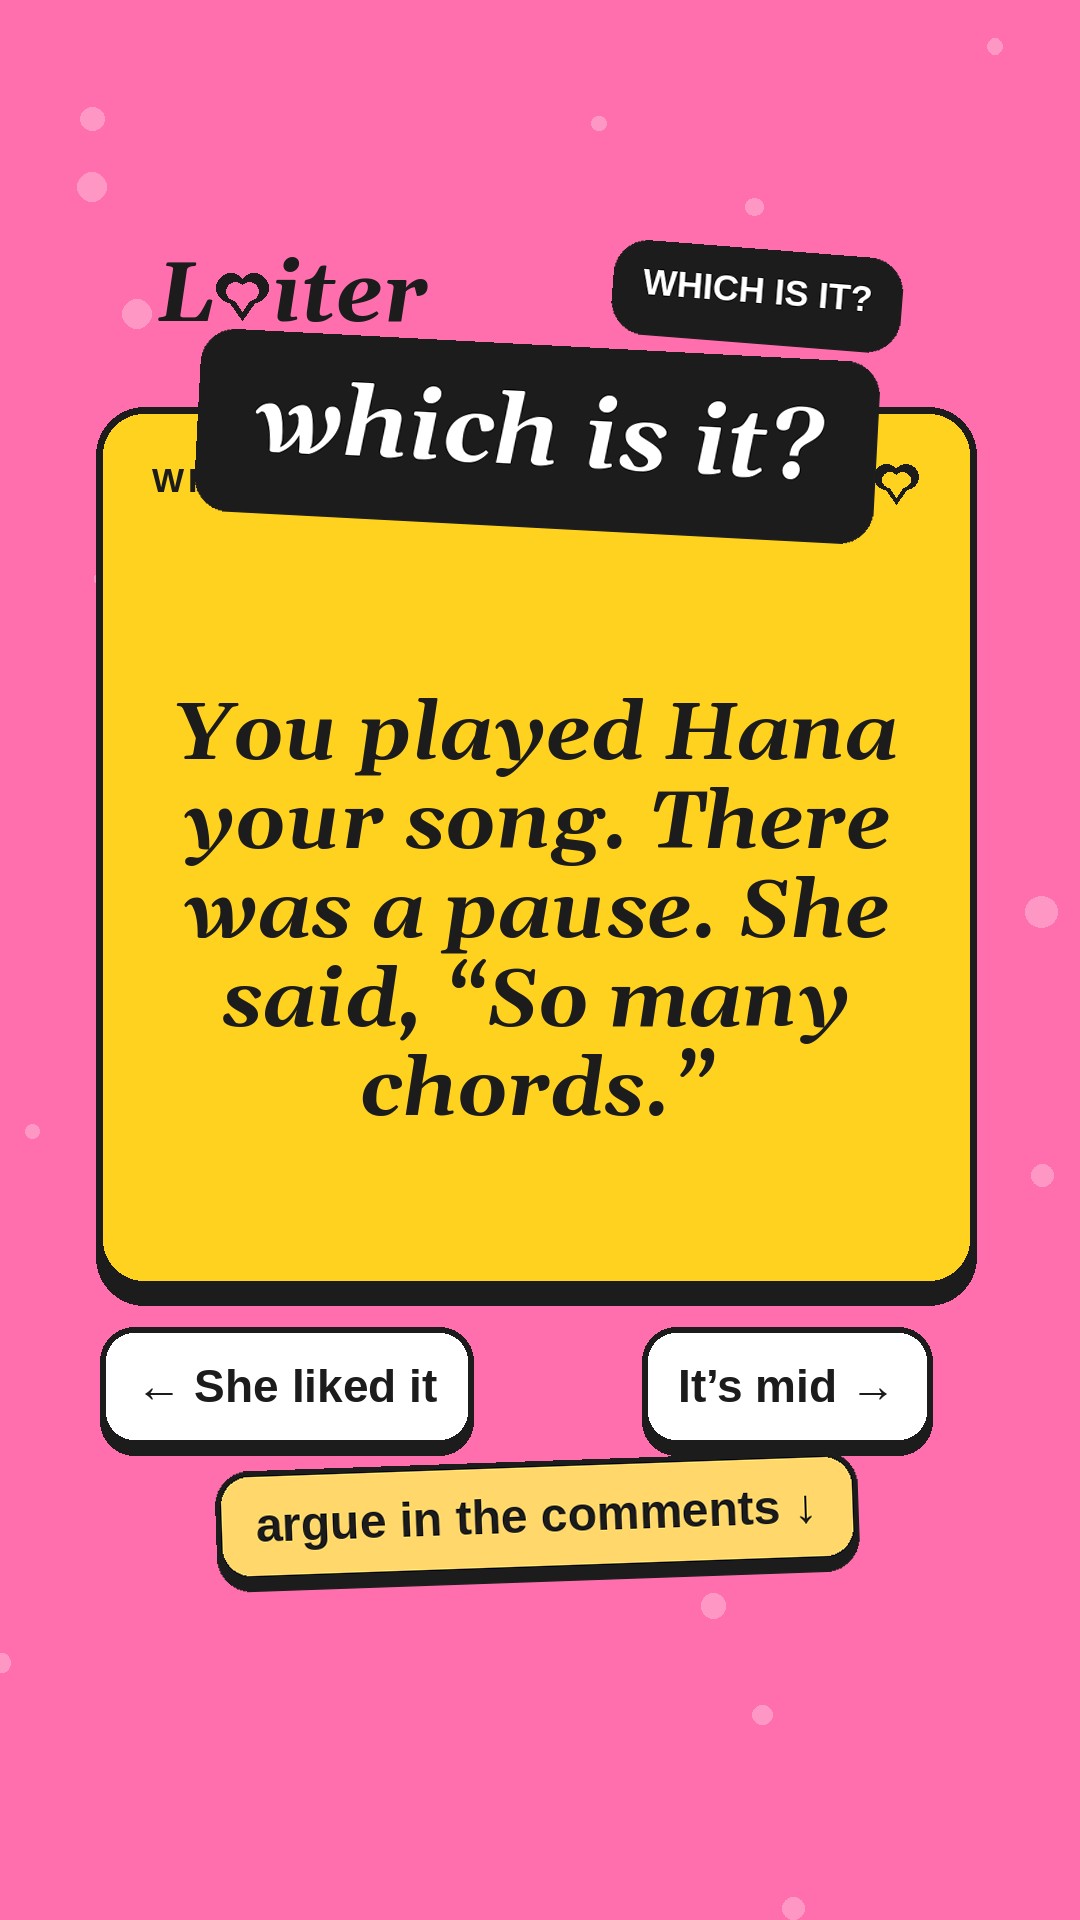 Loiter
WHICH IS IT?
which is it?
You played Hana
your song. There
was a pause. She
said, “So many
chords.”
← She liked it
It’s mid →
argue in the comments ↓